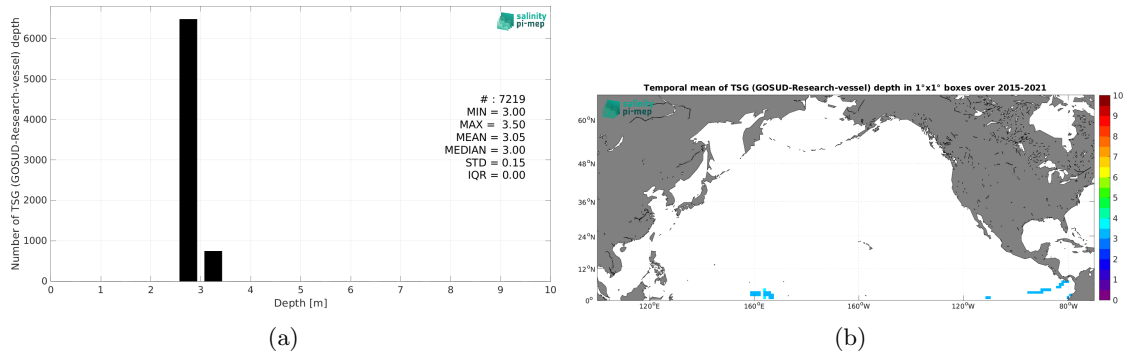 salinity
pi-mep
Number of TSG (GOSUD-Research-vessel) depth
6000
5000
4000
3000
2000
1000
0
# : 7219
MIN = 3.00
MAX = 3.50
MEAN = 3.05
MEDIAN = 3.00
STD = 0.15
IQR = 0.00
0 1 2 3 4 5 6 7 8 9 10
Depth [m]
(a)
Temporal mean of TSG (GOSUD-Research-vessel) depth in 1°x1° boxes over 2015-2021
salinity
pi-mep
60°N
48°N
36°N
24°N
12°N
0°
120°E 160°E 160°W 120°W 80°W
10
9
8
7
6
5
4
3
2
1
0
(b)